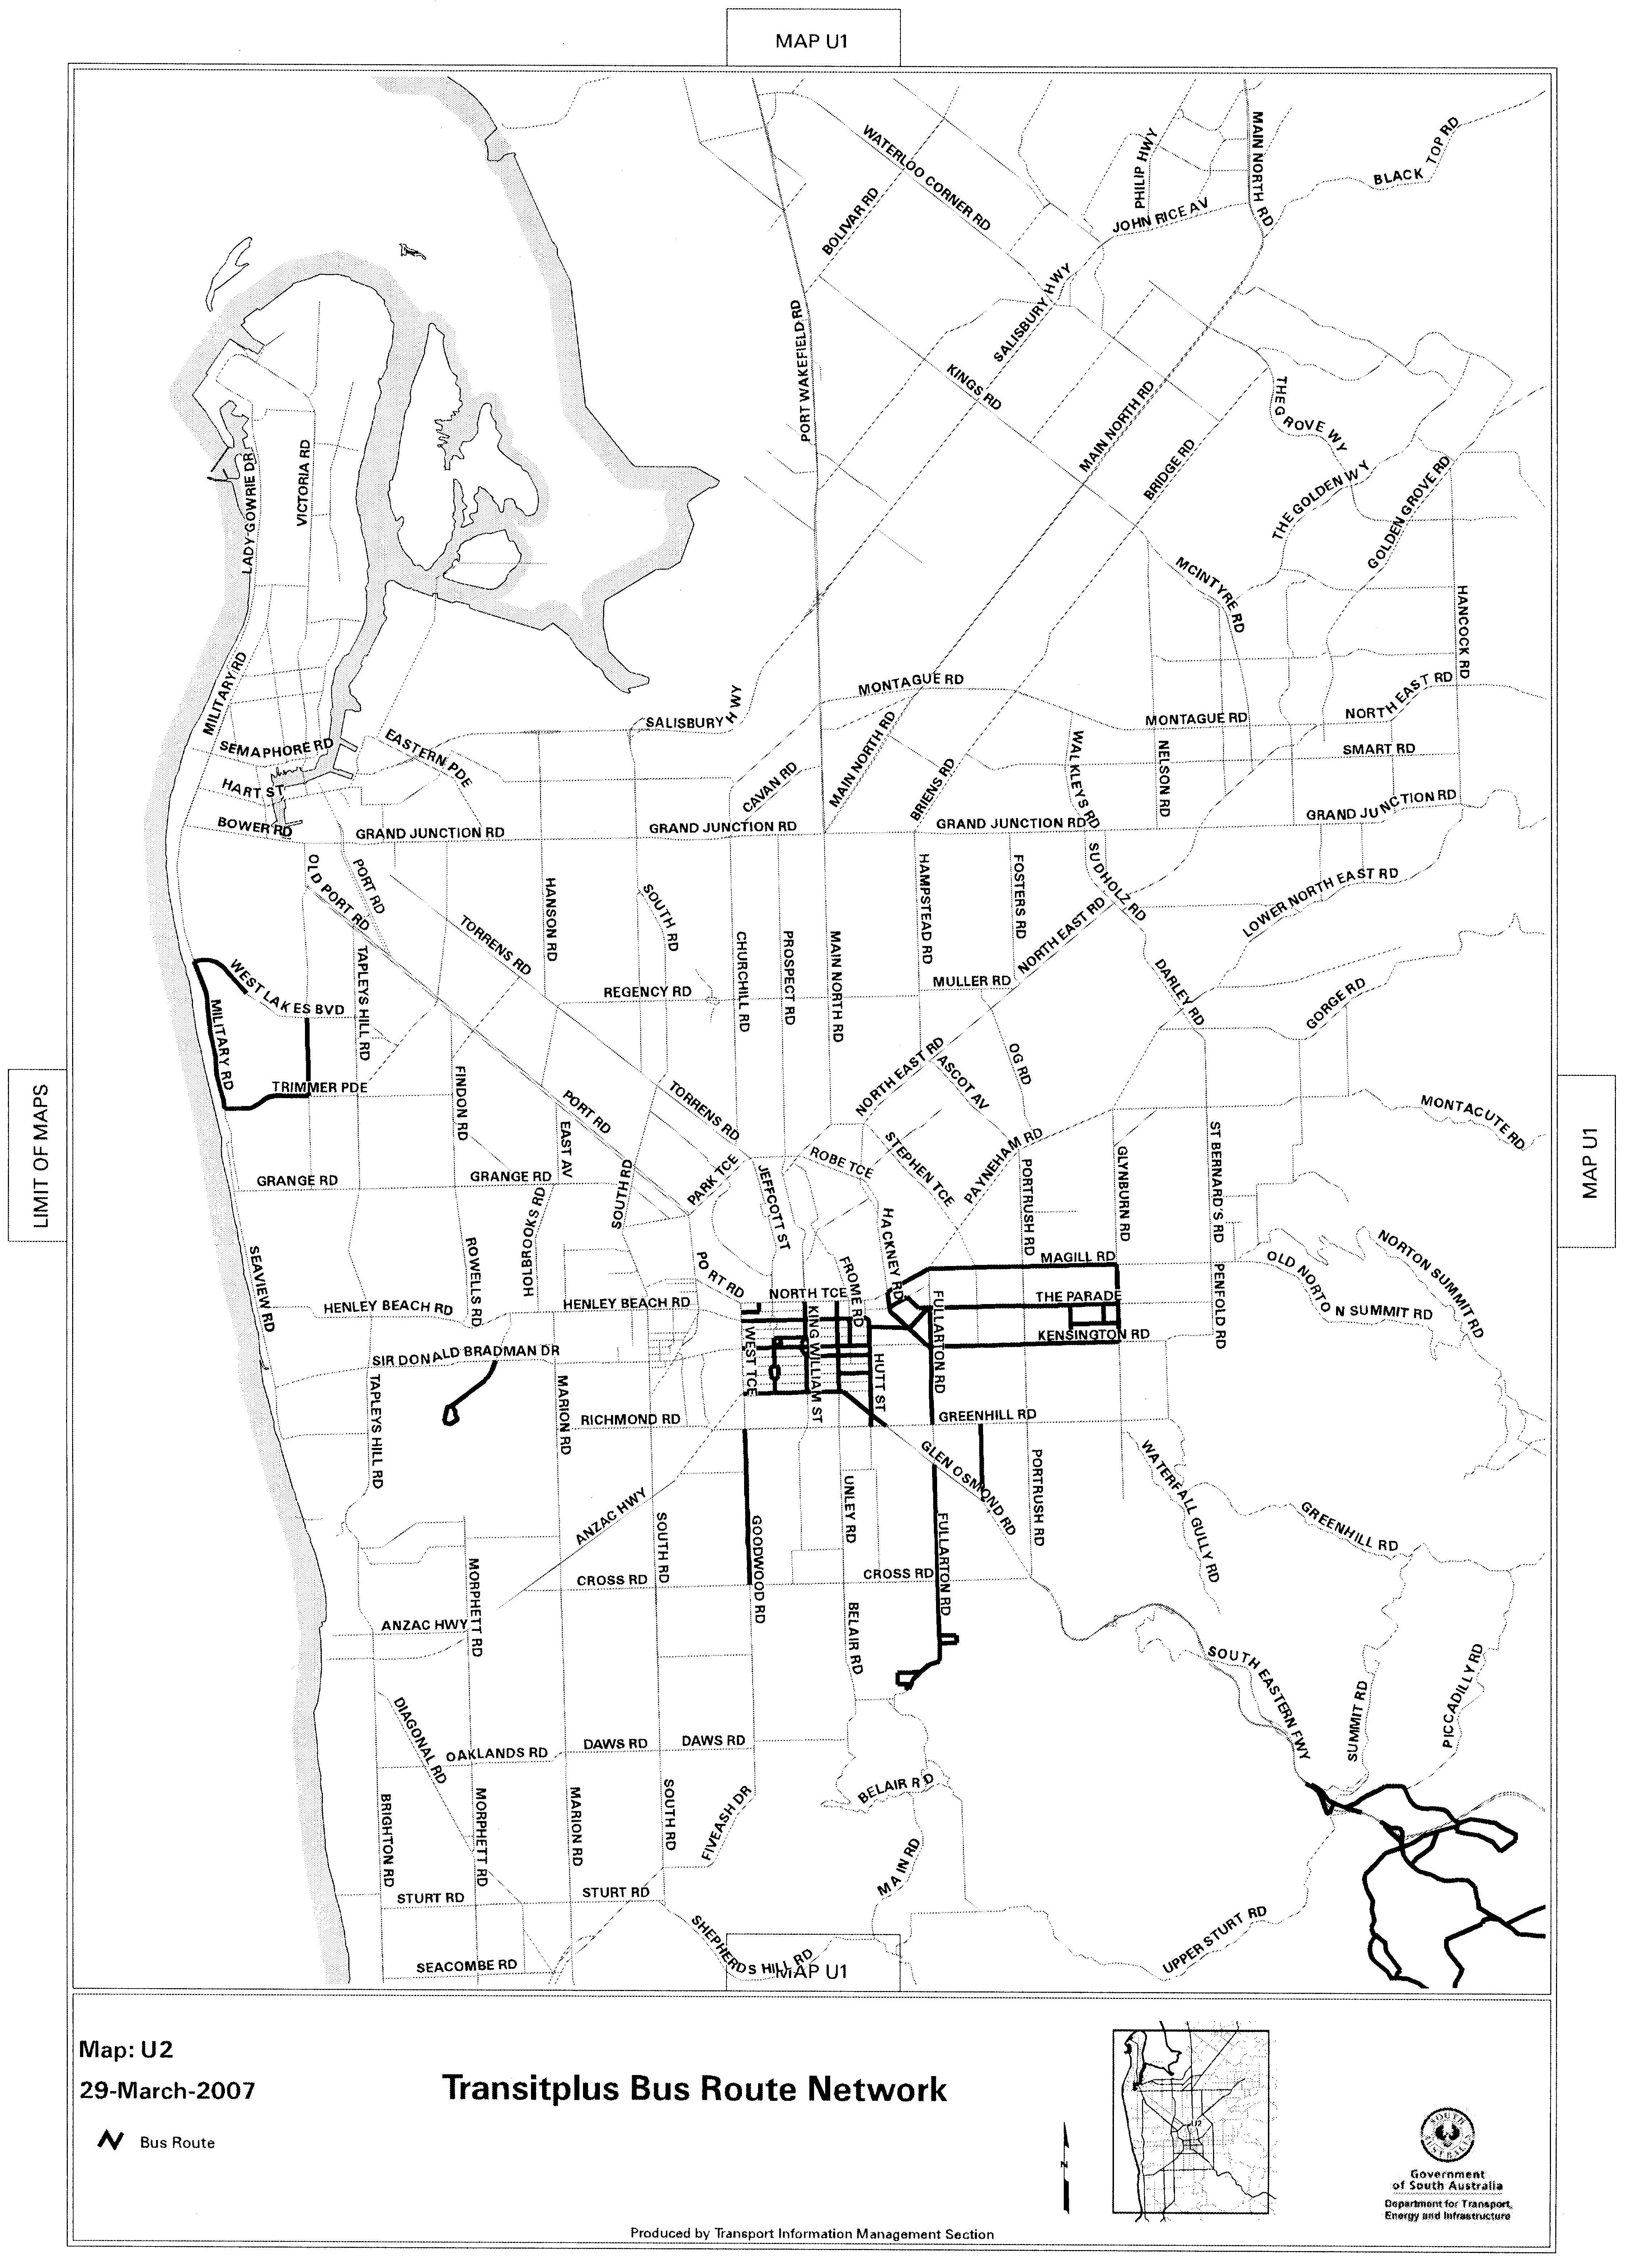 MAP U1
WATERLOO CORNER RD
PHILIP HWY
MAIN NORTH RD
BLACK TOP RD
BOLIVAR RD
JOHN RICE AV
SALISBURY HWY
PORT WAKEFIELD RD
KINGS RD
MAIN NORTH RD
BRIDGE RD
THE GROVE WY
THE GOLDEN WY
GOLDEN GROVE RD
LADY GOWRIE DR
VICTORIA RD
MCINTYRE RD
HANCOCK RD
MILITARY RD
MONTAGUE RD
SALISBURY HWY
MONTAGUE RD
NORTH EAST RD
SEMAPHORE RD
EASTERN PDE
MAIN NORTH RD
WALKLEYS RD
NELSON RD
SMART RD
HART ST
CAVAN RD
BRIENS RD
BOWER RD
GRAND JUNCTION RD
GRAND JUNCTION RD
GRAND JUNCTION RD
GRAND JUNCTION RD
OLD PORT RD
PORT RD
HANSON RD
SOUTH RD
HAMPSTEAD RD
FOSTERS RD
SUDHOLZ RD
LOWER NORTH EAST RD
TORRENS RD
CHURCHILL RD
PROSPECT RD
MAIN NORTH RD
NORTH EAST RD
WEST LAKES BVD
TAPLEYS HILL RD
REGENCY RD
MULLER RD
DARLEY RD
GORGE RD
MILITARY RD
TRIMMER PDE
FINDON RD
PORT RD
TORRENS RD
NORTH EAST RD
ASCOT AV
OG RD
MONTACUTE RD
LIMIT OF MAPS
MAP U1
EAST AV
ROBE TCE
STEPHEN TCE
PAYNEHAM RD
PORTRUSH RD
GLYNBURN RD
ST BERNARD'S RD
GRANGE RD
GRANGE RD
HOLBROOKS RD
SOUTH RD
PARK TCE
JEFFCOTT ST
HACKNEY RD
SEAVIEW RD
ROWELLS RD
PORT RD
FROME RD
MAGILL RD
OLD NORTON SUMMIT RD
NORTON SUMMIT RD
HENLEY BEACH RD
HENLEY BEACH RD
NORTH TCE
THE PARADE
PENFOLD RD
KING WILLIAM ST
WEST TCE
FULLARTON RD
KENSINGTON RD
SIR DONALD BRADMAN DR
HUTT ST
TAPLEYS HILL RD
MARION RD
RICHMOND RD
GREENHILL RD
GLEN OSMOND RD
PORTRUSH RD
WATERFALL GULLY RD
GREENHILL RD
ANZAC HWY
SOUTH RD
GOODWOOD RD
UNLEY RD
FULLARTON RD
MORPHETT RD
CROSS RD
CROSS RD
ANZAC HWY
BELAIR RD
SOUTH EASTERN FWY
SUMMIT RD
PICCADILLY RD
DIAGONAL RD
OAKLANDS RD
DAWS RD
DAWS RD
BRIGHTON RD
MORPHETT RD
MARION RD
SOUTH RD
FIVEASH DR
BELAIR RD
MAIN RD
STURT RD
STURT RD
SHEPHERDS HILL RD
UPPER STURT RD
SEACOMBE RD
MAP U1
Map: U2
29-March-2007
Bus Route
Transitplus Bus Route Network
N
U2
SOUTH AUSTRALIA
Government
of South Australia
Department for Transport,
Energy and Infrastructure
Produced by Transport Information Management Section